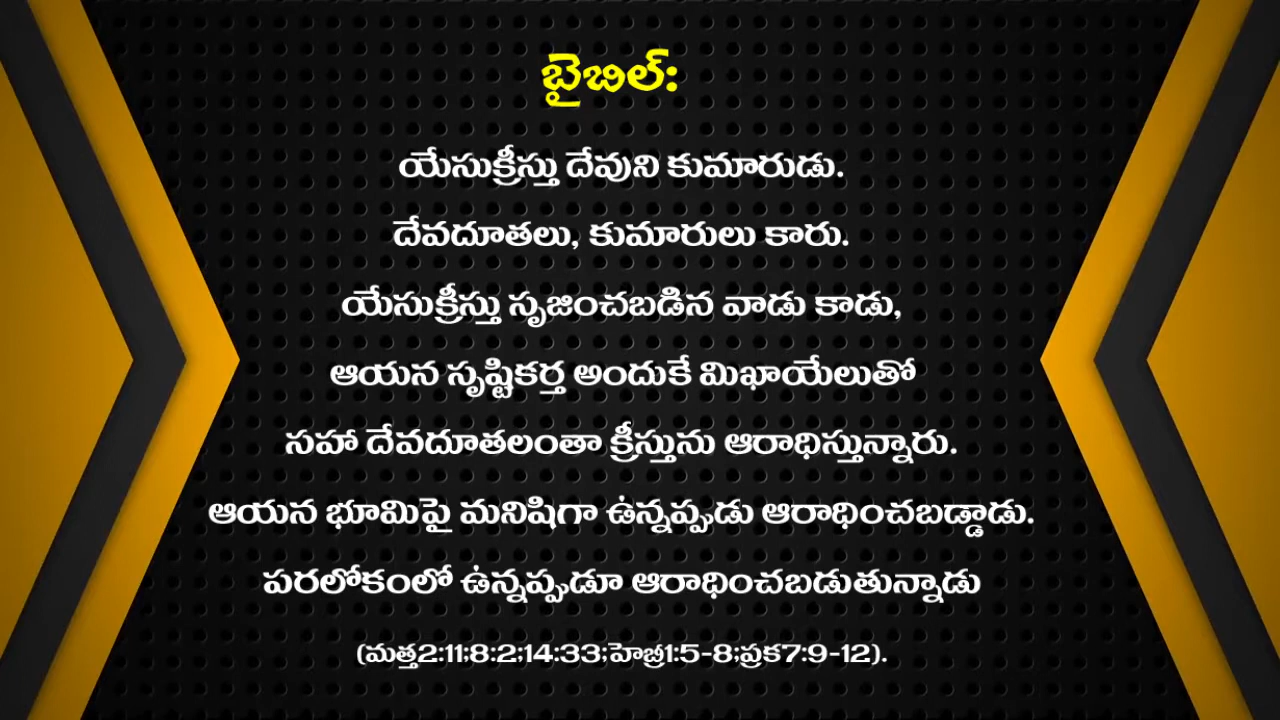 బైబిల్:
యేసుక్రీస్తు దేవుని కుమారుడు.
దేవదూతలు, కుమారులు కారు.
యేసుక్రీస్తు సృజించబడిన వాడు కాడు,
ఆయన సృష్టికర్త అందుకే మిఖాయేలుతో
సహా దేవదూతలంతా క్రీస్తును ఆరాధిస్తున్నారు.
ఆయన భూమిపై మనిషిగా ఉన్నప్పుడు ఆరాధించబడ్డాడు.
పరలోకంలో ఉన్నప్పుడూ ఆరాధించబడుతున్నాడు
(మత్త2:11;8:2;14:33;హెబ్రీ1:5-8;ప్రక7:9-12).